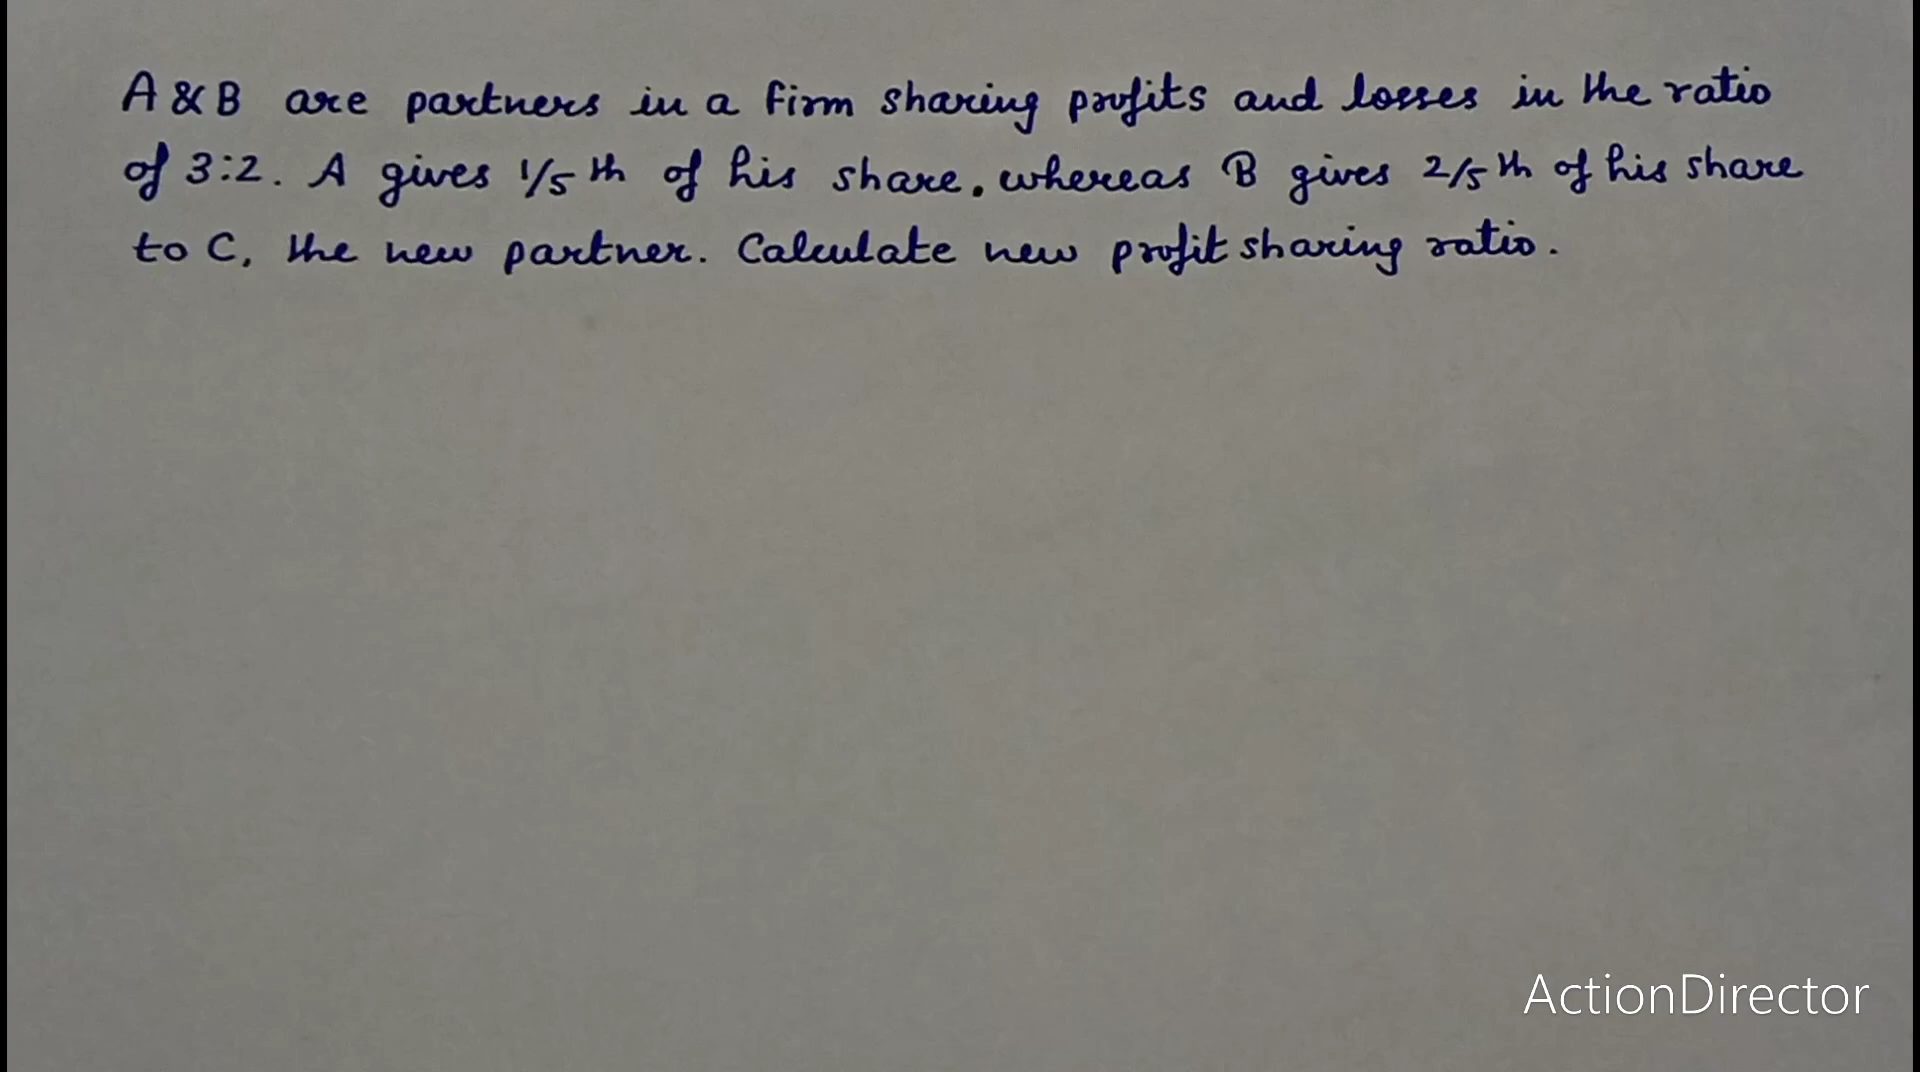 A & B are partners in a firm sharing profits and losses in the ratio
of 3:2. A gives 1/5 th of his share. whereas B gives 2/5 th of his share
to C, the new partner. Calculate new profit sharing ratio.
ActionDirector